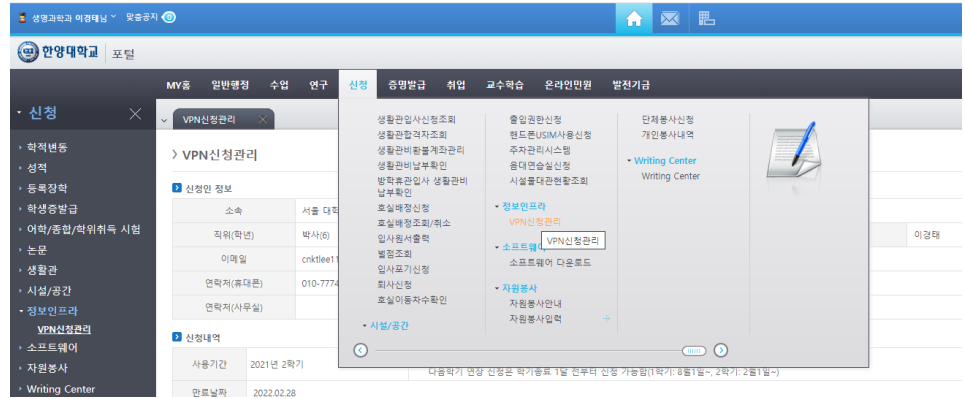 생명과학과 이경태님 맞춤공지 0
한양대학교 포털
MY홈 일반행정 수업 연구 신청 증명발급 취업 교수학습 온라인민원 발전기금
신청
학적변동
성적
등록장학
학생증발급
어학/종합/학위취득 시험
논문
생활관
시설/공간
정보인프라
VPN신청관리
소프트웨어
자원봉사
Writing Center
VPN신청관리
VPN신청관리
신청인 정보
소속 서울 대학
직위(학년) 박사(6) 이경태
이메일 cnktlee11
연락처(휴대폰) 010-7774
연락처(사무실)
신청내역
사용기간 2021년 2학기
다음학기 연장 신청은 학기종료 1달 전부터 신청 가능함(1학기: 8월1일~, 2학기: 2월1일~)
만료날짜 2022.02.28
생활관입사신청조회
생활관합격자조회
생활관비환불계좌관리
생활관비납부확인
방학휴관입사 생활관비
납부확인
호실배정신청
호실배정조회/취소
입사원서출력
벌점조회
입사포기신청
퇴사신청
호실이동차수확인
시설/공간
출입권한신청
핸드폰USIM사용신청
주차관리시스템
음대연습실신청
시설물대관현황조회
정보인프라
VPN신청관리
VPN신청관리
소프트웨어
소프트웨어 다운로드
자원봉사
자원봉사안내
자원봉사입력
단체봉사신청
개인봉사내역
Writing Center
Writing Center